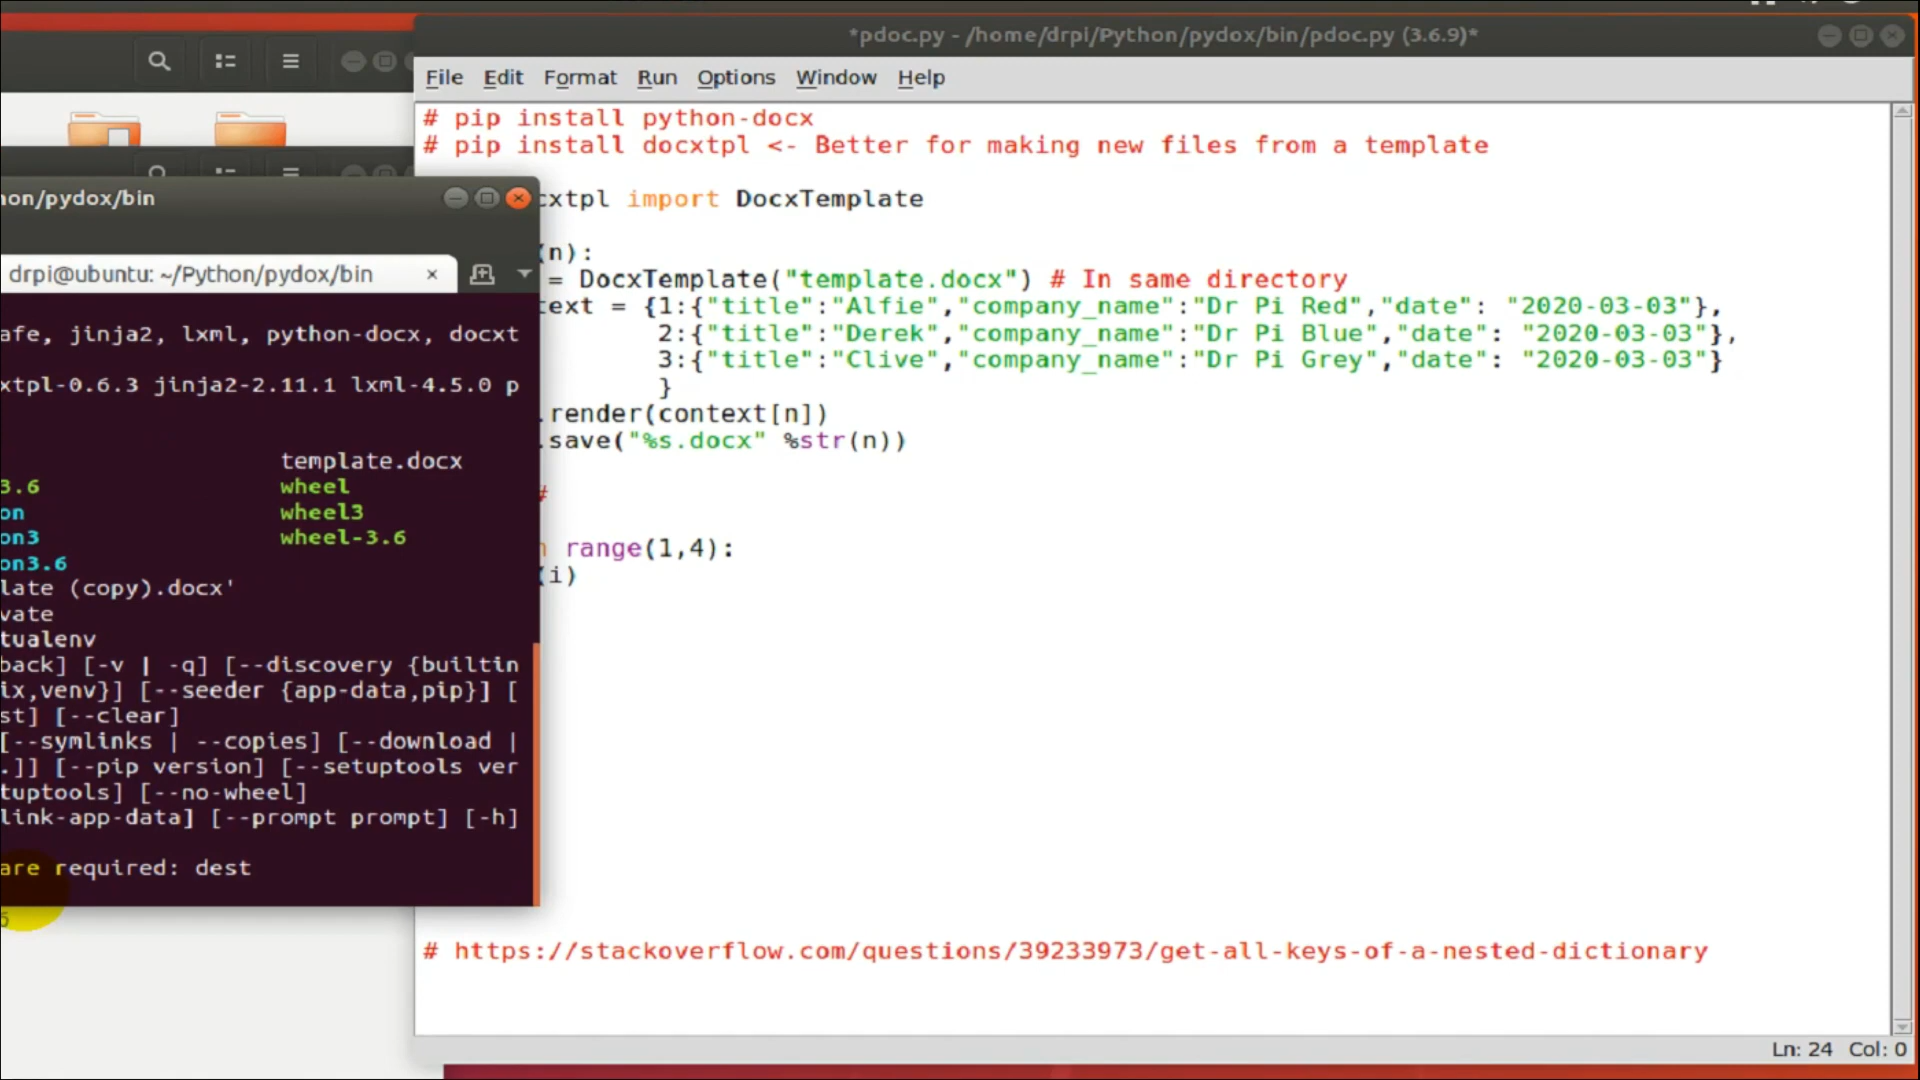 *pdoc.py - /home/drpi/Python/pydox/bin/pdoc.py (3.6.9)*
File Edit Format Run Options Window Help
# pip install python-docx
# pip install docxtpl <- Better for making new files from a template
cxtpl import DocxTemplate
(n):
= DocxTemplate("template.docx") # In same directory
text = {1:{"title":"Alfie","company_name":"Dr Pi Red","date": "2020-03-03"},
2:{"title":"Derek","company_name":"Dr Pi Blue","date": "2020-03-03"},
3:{"title":"Clive","company_name":"Dr Pi Grey","date": "2020-03-03"}
}
.render(context[n])
.save("%s.docx" %str(n))
#
n range(1,4):
(i)
# https://stackoverflow.com/questions/39233973/get-all-keys-of-a-nested-dictionary
Ln: 24 Col: 0
hon/pydox/bin
drpi@ubuntu: ~/Python/pydox/bin
afe, jinja2, lxml, python-docx, docxt
xtpl-0.6.3 jinja2-2.11.1 lxml-4.5.0 p
template.docx
3.6 wheel
on wheel3
on3 wheel-3.6
on3.6
late (copy).docx'
vate
tualenv
back] [-v | -q] [--discovery {builtin
ix,venv}] [--seeder {app-data,pip}] [
st] [--clear]
[--symlinks | --copies] [--download |
.]] [--pip version] [--setuptools ver
tuptools] [--no-wheel]
link-app-data] [--prompt prompt] [-h]
are required: dest